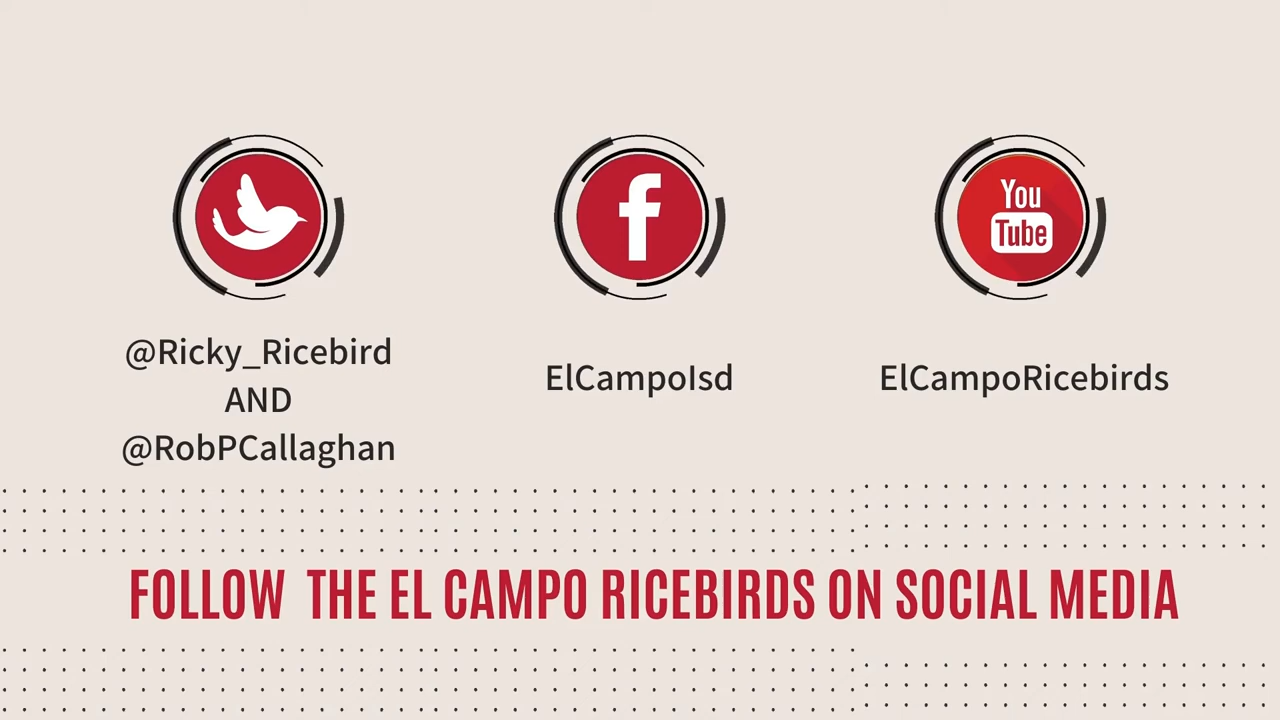 You
Tube
@Ricky_Ricebird
AND
@RobPCallaghan
ElCampoIsd
ElCampoRicebirds
FOLLOW THE EL CAMPO RICEBIRDS ON SOCIAL MEDIA